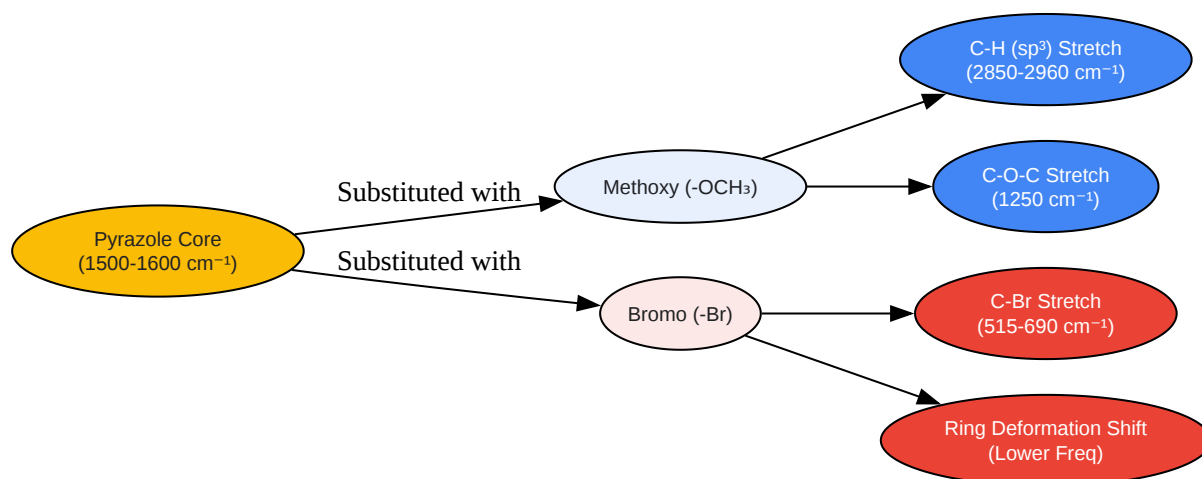 C-H (sp³) Stretch
(2850-2960 cm⁻¹)
C-O-C Stretch
(1250 cm⁻¹)
Substituted with
Methoxy (-OCH₃)
Pyrazole Core
(1500-1600 cm⁻¹)
Substituted with
Bromo (-Br)
C-Br Stretch
(515-690 cm⁻¹)
Ring Deformation Shift
(Lower Freq)